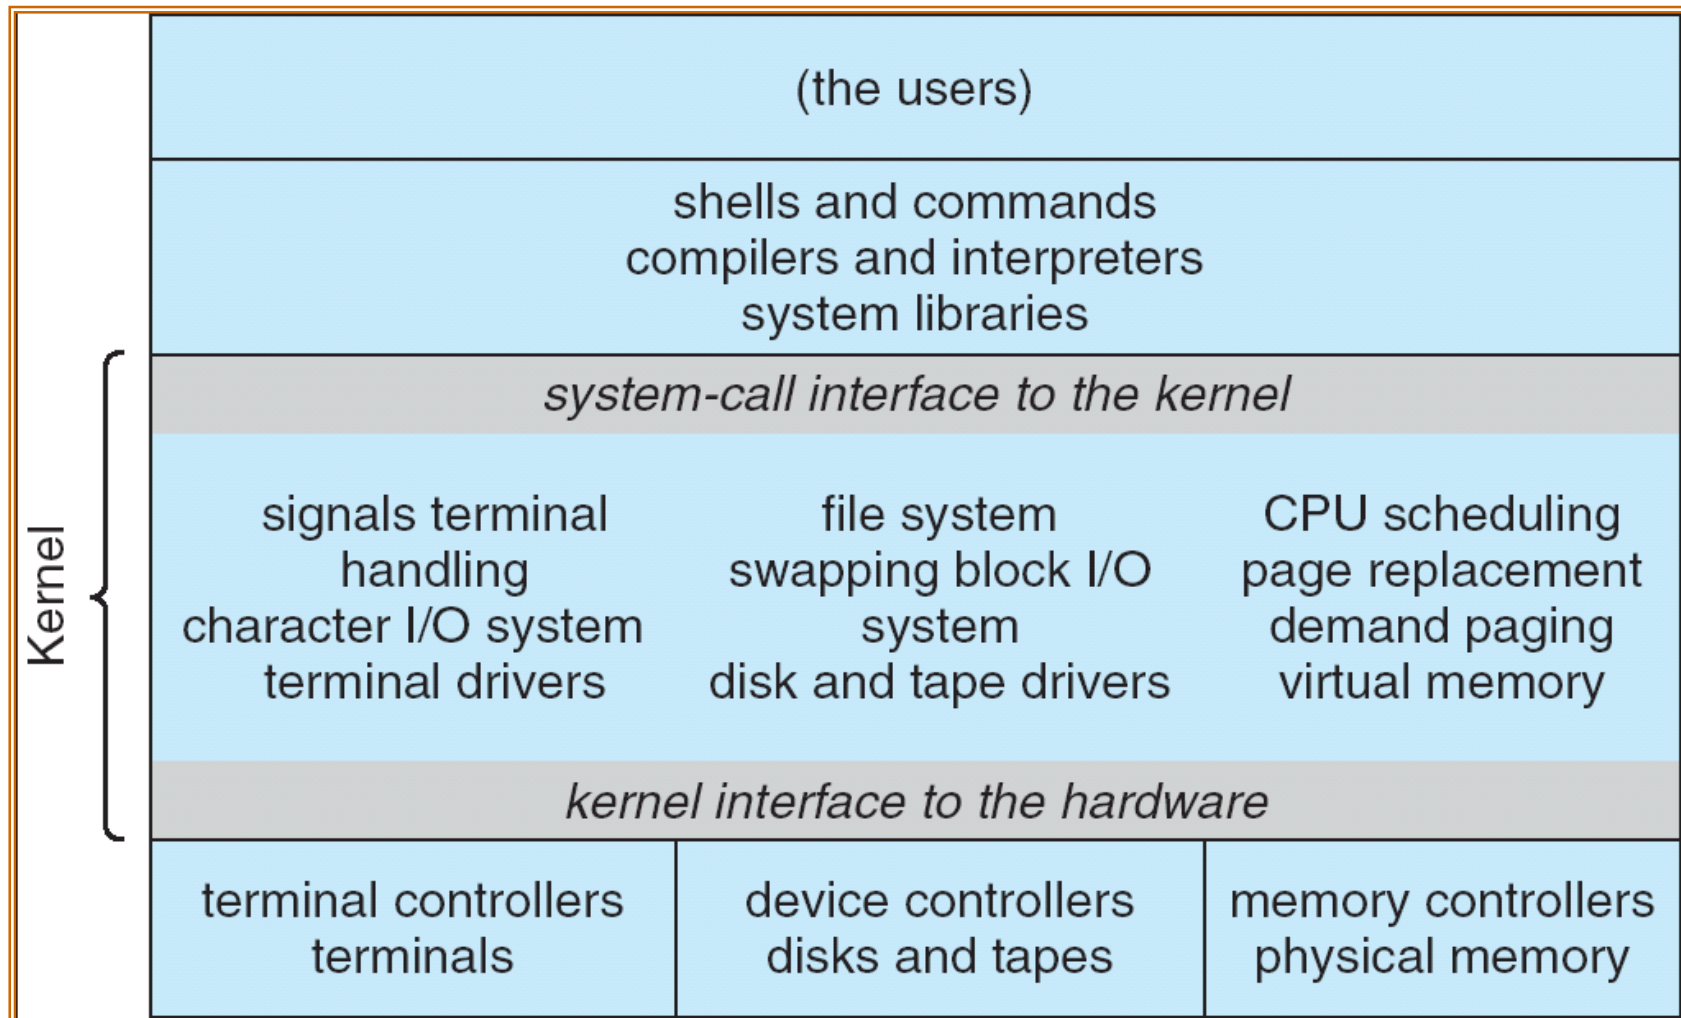 (the users)
shells and commands
compilers and interpreters
system libraries
system-call interface to the kernel
Kernel
signals terminal
handling
character I/O system
terminal drivers
file system
swapping block I/O
system
disk and tape drivers
CPU scheduling
page replacement
demand paging
virtual memory
kernel interface to the hardware
terminal controllers
terminals
device controllers
disks and tapes
memory controllers
physical memory